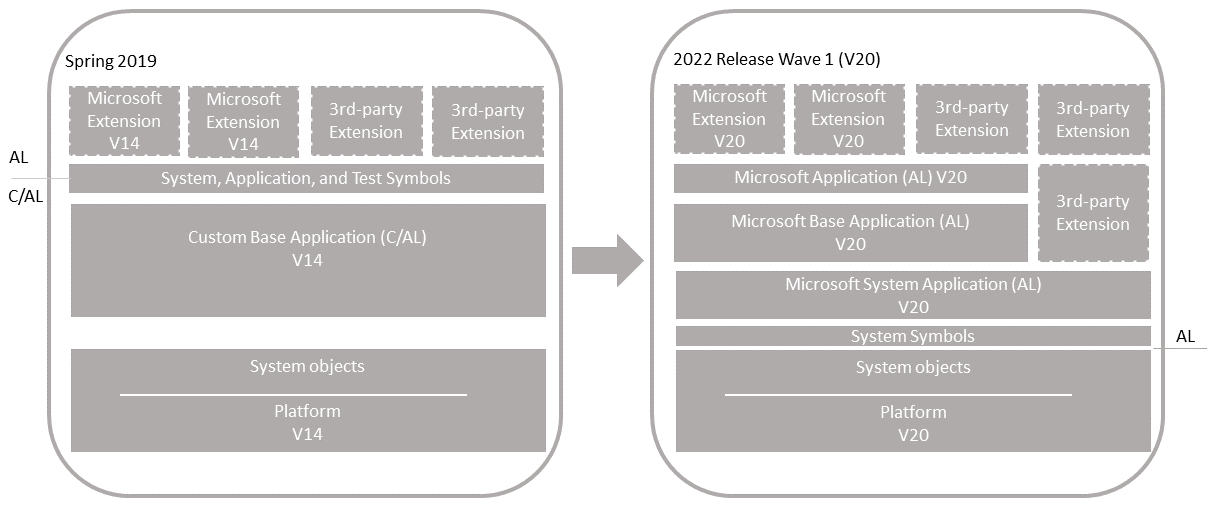 Spring 2019
Microsoft
Extension
V14
Microsoft
Extension
V14
3rd-party
Extension
3rd-party
Extension
AL
C/AL
System, Application, and Test Symbols
Custom Base Application (C/AL)
V14
System objects
Platform
V14
2022 Release Wave 1 (V20)
Microsoft
Extension
V20
Microsoft
Extension
V20
3rd-party
Extension
3rd-party
Extension
Microsoft Application (AL) V20
3rd-party
Extension
Microsoft Base Application (AL)
V20
Microsoft System Application (AL)
V20
System Symbols
AL
System objects
Platform
V20